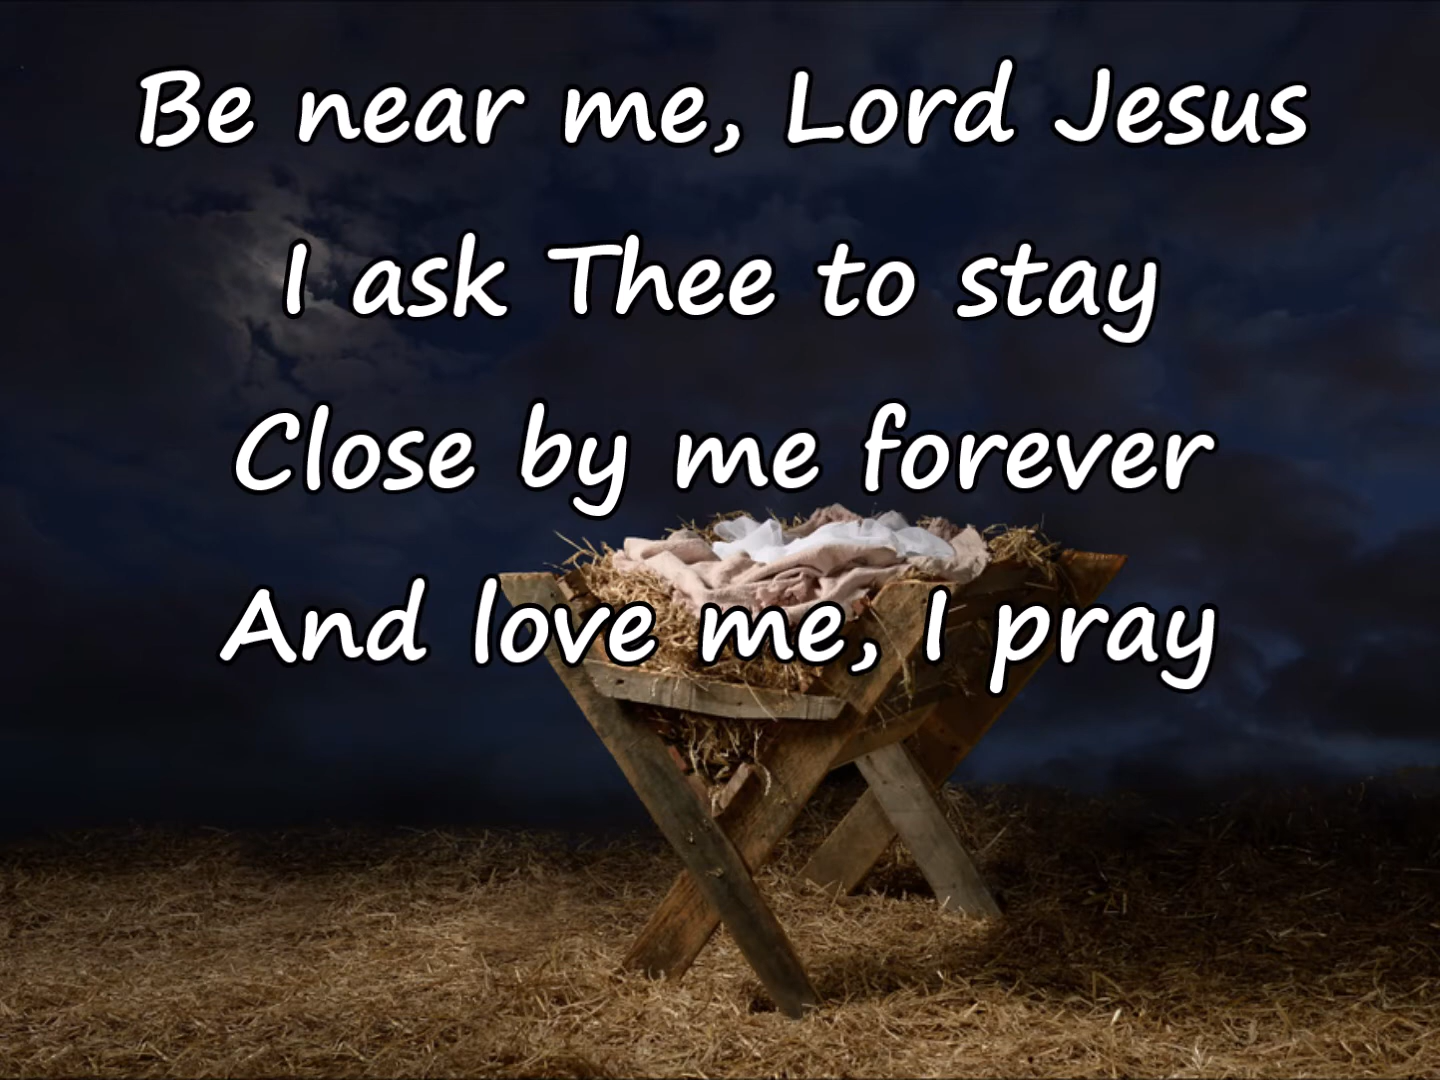 Be near me, Lord Jesus
I ask Thee to stay
Close by me forever
And love me, I pray